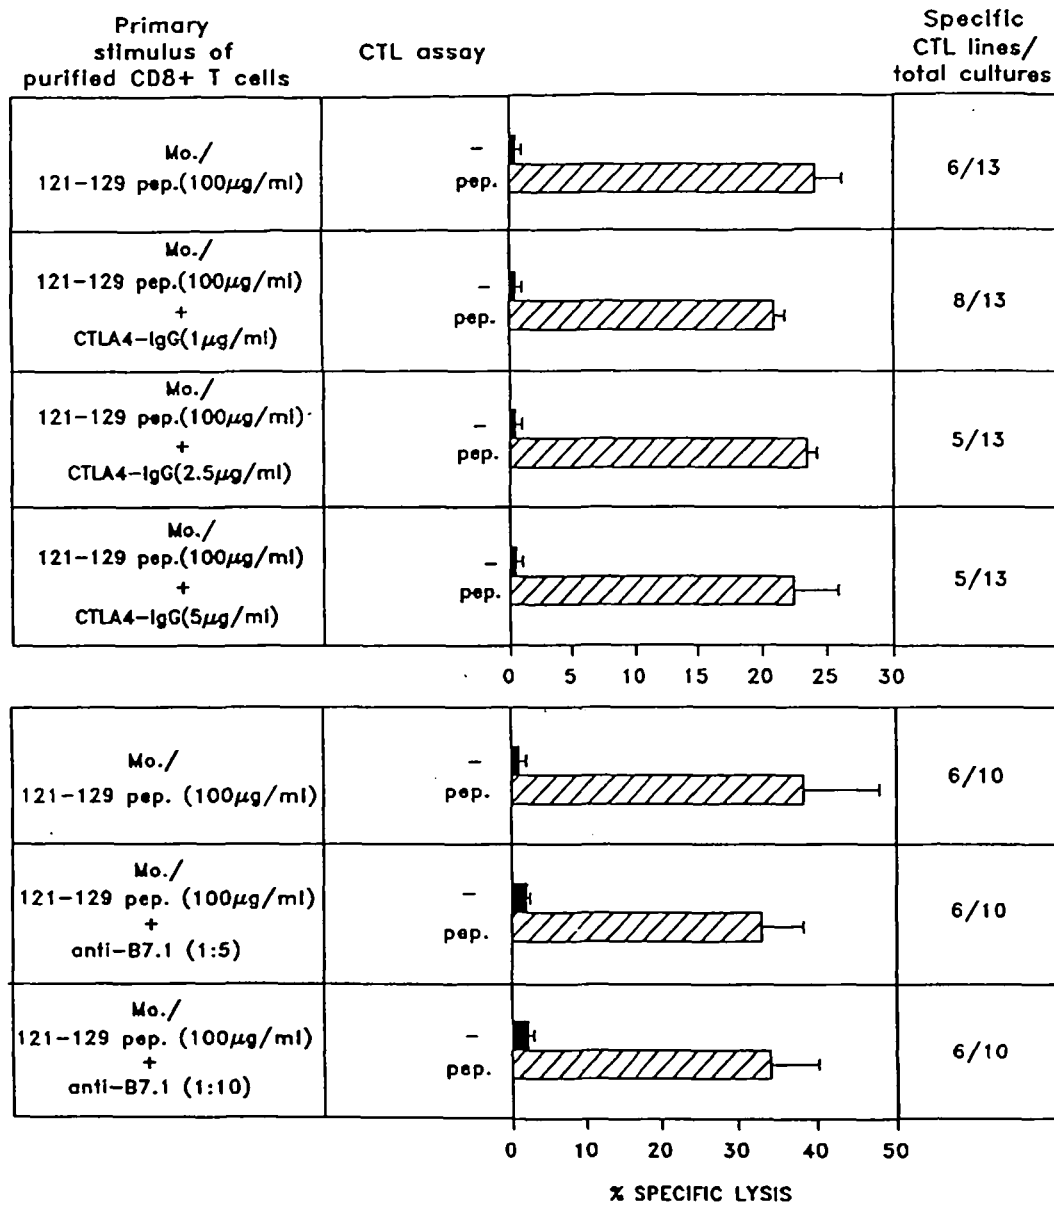 Primary
stimulus of
purified CD8+ T cells
CTL assay
Specific
CTL lines/
total cultures
Mo./
121-129 pep.(100µg/ml)
–
pep.
6/13
Mo./
121-129 pep.(100µg/ml)
+
CTLA4-IgG(1µg/ml)
–
pep.
8/13
Mo./
121-129 pep.(100µg/ml)
+
CTLA4-IgG(2.5µg/ml)
–
pep.
5/13
Mo./
121-129 pep.(100µg/ml)
+
CTLA4-IgG(5µg/ml)
–
pep.
5/13
0 5 10 15 20 25 30
Mo./
121-129 pep. (100µg/ml)
–
pep.
6/10
Mo./
121-129 pep. (100µg/ml)
+
anti-B7.1 (1:5)
–
pep.
6/10
Mo./
121-129 pep. (100µg/ml)
+
anti-B7.1 (1:10)
–
pep.
6/10
0 10 20 30 40 50
% SPECIFIC LYSIS